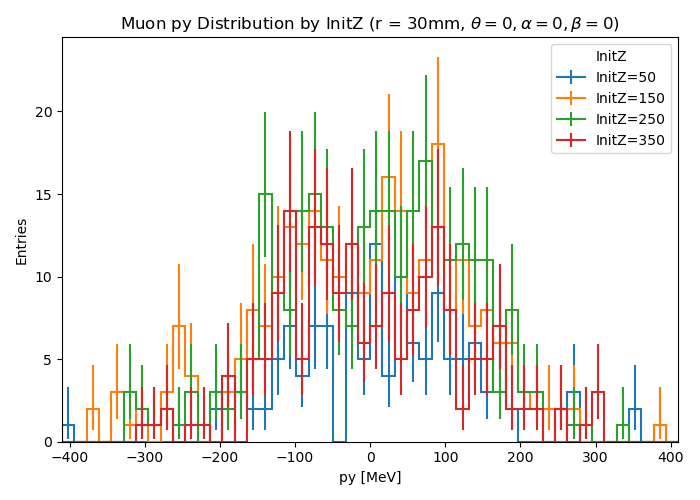 Muon py Distribution by InitZ (r = 30mm, θ = 0, α = 0, β = 0)
InitZ
InitZ=50
InitZ=150
InitZ=250
InitZ=350
Entries
20
15
10
5
0
−400 −300 −200 −100 0 100 200 300 400
py [MeV]